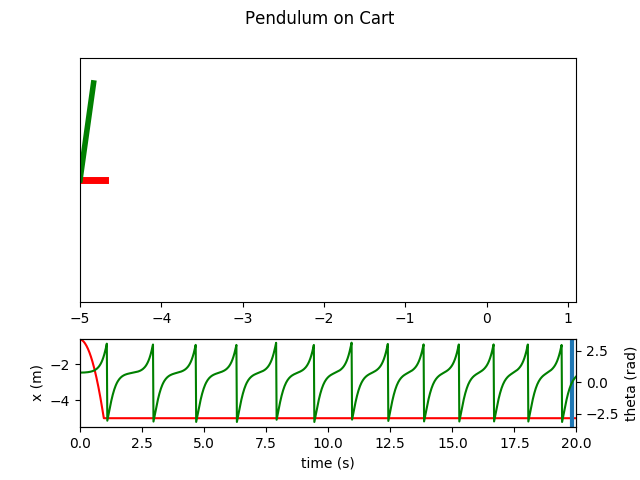 Pendulum on Cart
−5 −4 −3 −2 −1 0 1
−2
−4
x (m)
2.5
0.0
−2.5
theta (rad)
0.0 2.5 5.0 7.5 10.0 12.5 15.0 17.5 20.0
time (s)